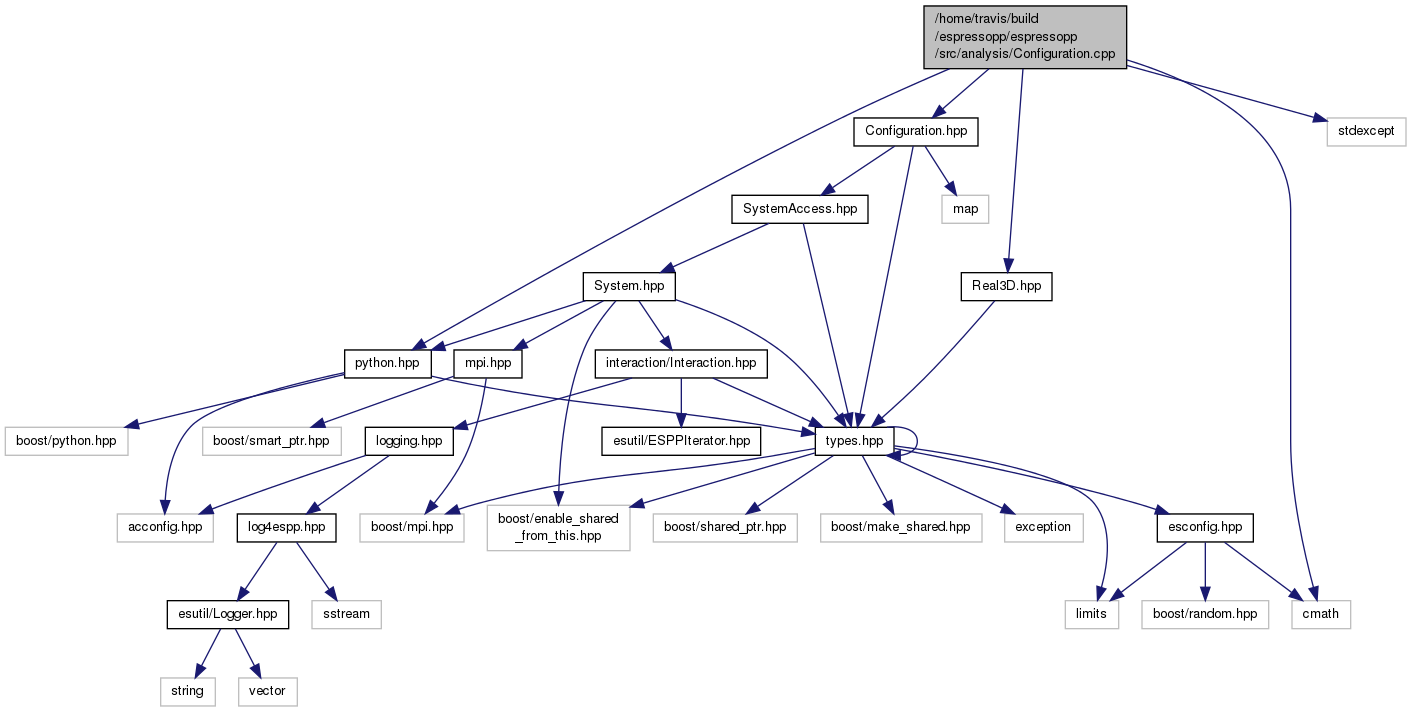 /home/travis/build
/espressopp/espressopp
/src/analysis/Configuration.cpp
Configuration.hpp
stdexcept
SystemAccess.hpp
map
System.hpp
Real3D.hpp
python.hpp
mpi.hpp
interaction/Interaction.hpp
boost/python.hpp
boost/smart_ptr.hpp
logging.hpp
esutil/ESPPIterator.hpp
types.hpp
acconfig.hpp
log4espp.hpp
boost/mpi.hpp
boost/enable_shared
_from_this.hpp
boost/shared_ptr.hpp
boost/make_shared.hpp
exception
esconfig.hpp
esutil/Logger.hpp
sstream
limits
boost/random.hpp
cmath
string
vector